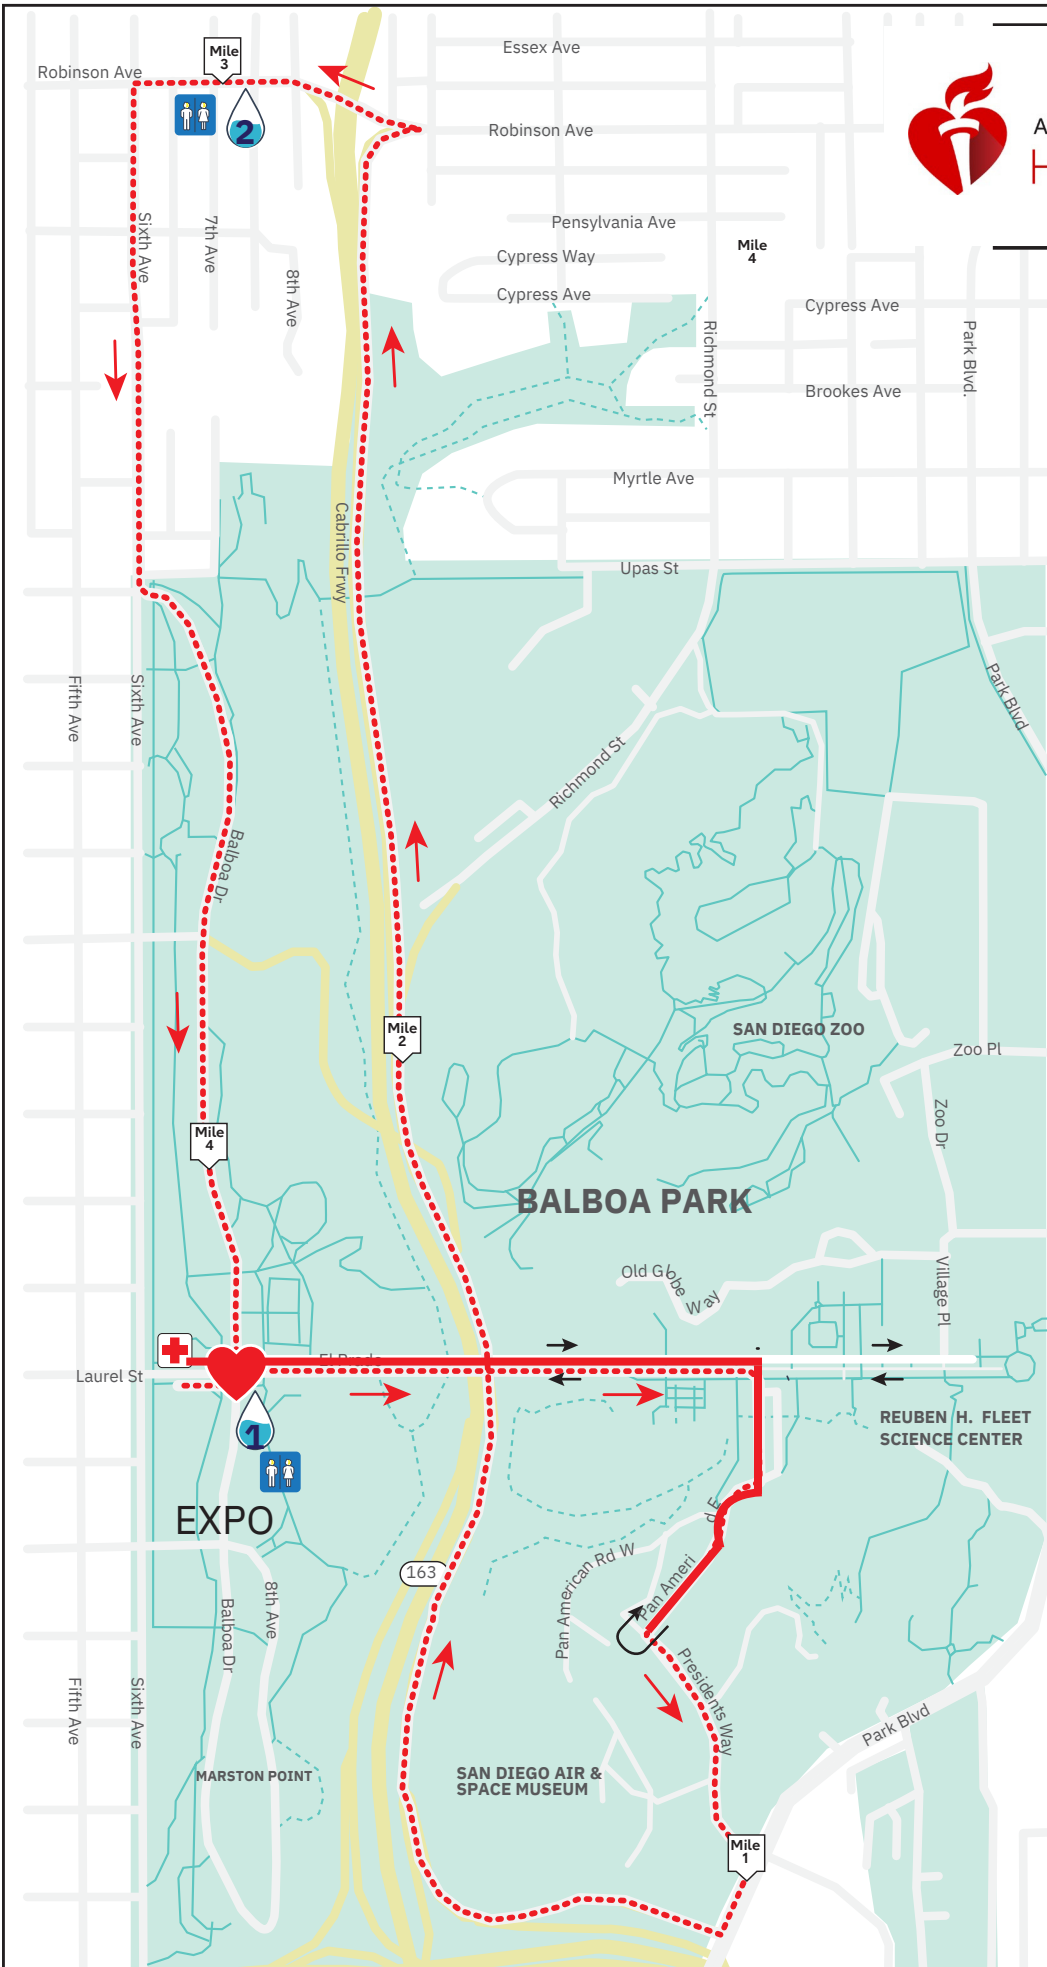 Essex Ave
Mile
3
Robinson Ave
2
Robinson Ave
A
H
Sixth Ave
7th Ave
8th Ave
Pensylvania Ave
Cypress Way
Mile
4
Cypress Ave
Cypress Ave
Richmond St
Park Blvd.
Brookes Ave
Myrtle Ave
Cabrillo Frwy
Upas St
Fifth Ave
Sixth Ave
Park Blvd
Richmond St
Balboa Dr
Mile
2
SAN DIEGO ZOO
Zoo Pl
Zoo Dr
Mile
4
BALBOA PARK
Old Globe
Way
Village Pl
El Prado
Laurel St
1
REUBEN H. FLEET
SCIENCE CENTER
EXPO
d E
163
Pan American Rd W
Pan Ameri
8th Ave
Balboa Dr
Presidents Way
Fifth Ave
Sixth Ave
Park Blvd
MARSTON POINT
SAN DIEGO AIR &
SPACE MUSEUM
Mile
1